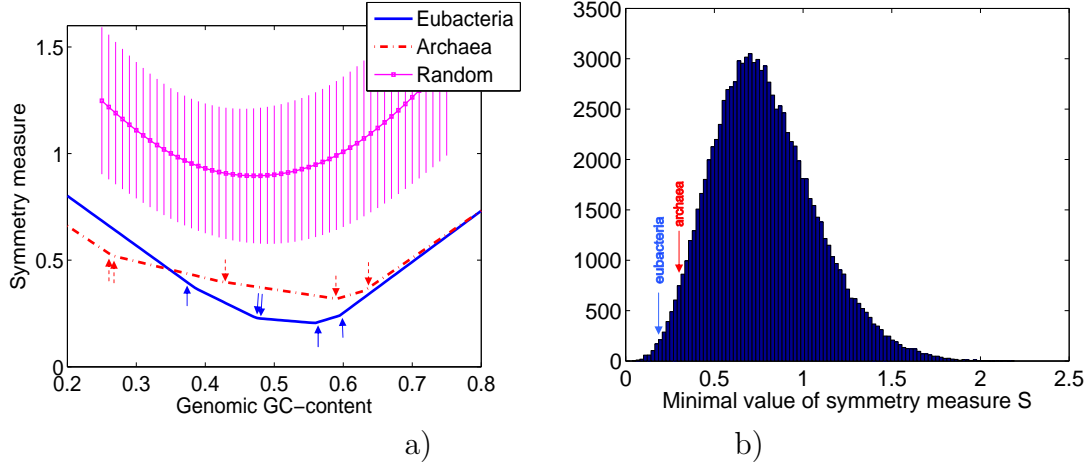 Eubacteria
Archaea
Random
Symmetry measure
1.5
1
0.5
0
0.2 0.3 0.4 0.5 0.6 0.7 0.8
Genomic GC−content
a)
3500
3000
2500
2000
1500
1000
500
0
eubacteria
archaea
0 0.5 1 1.5 2 2.5
Minimal value of symmetry measure S
b)